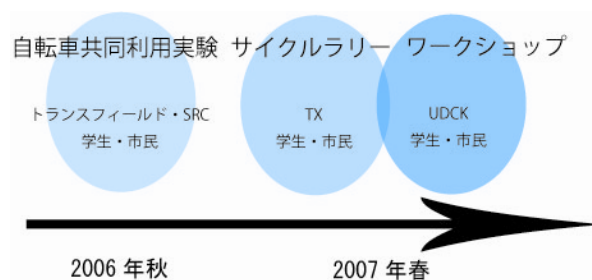 自転車共同利用実験 サイクルラリー ワークショップ
トランスフィールド・SRC TX UDCK
学生・市民 学生・市民 学生・市民
2006 年秋 2007 年春